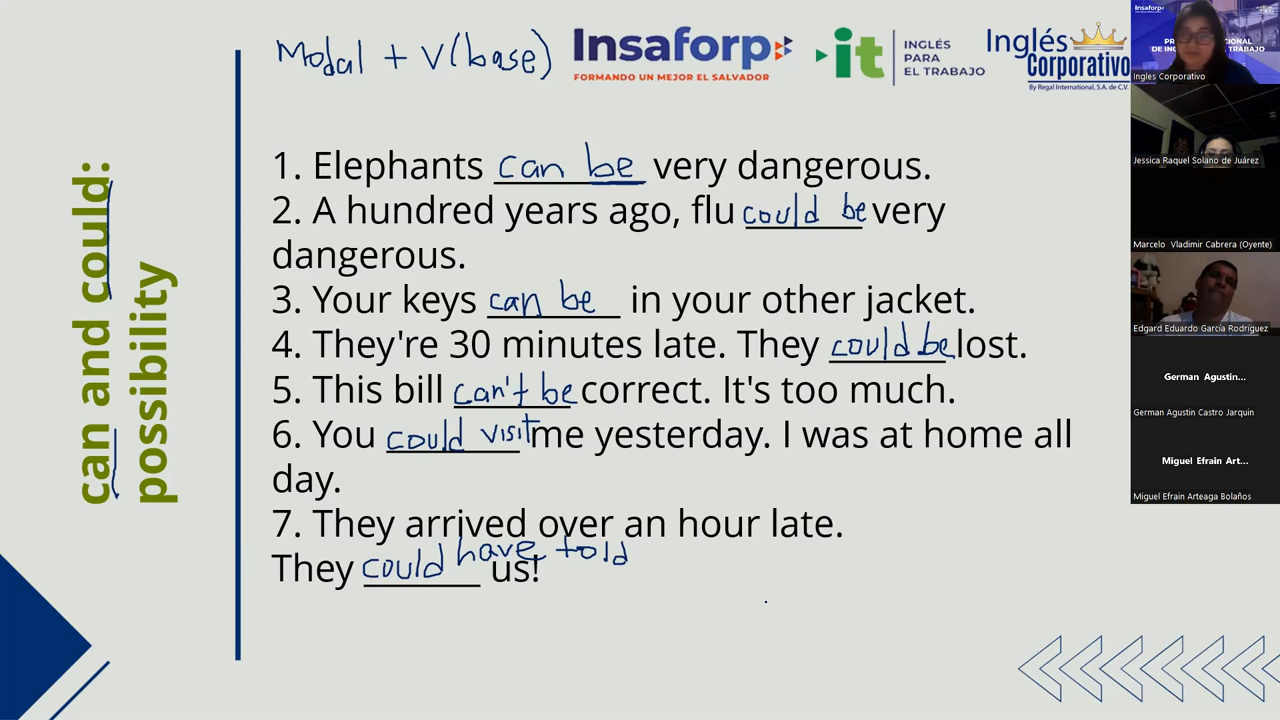 Modal + V(base)
Insaforp
FORMANDO UN MEJOR EL SALVADOR
it
INGLÉS
PARA
EL TRABAJO
Inglés
Corporativo
By Regal International, S.A. de C.V.
can and could:
possibility
1. Elephants can be very dangerous.
2. A hundred years ago, flu could be very
dangerous.
3. Your keys can be in your other jacket.
4. They're 30 minutes late. They could be lost.
5. This bill can't be correct. It's too much.
6. You could visit me yesterday. I was at home all
day.
7. They arrived over an hour late.
They could have told us!
Insaforp
Ingles Corporativo
Jessica Raquel Solano de Juárez
Marcelo Vladimir Cabrera (Oyente)
Edgard Eduardo García Rodríguez
German Agustin...
German Agustin Castro Jarquin
Miguel Efrain Art...
Miguel Efrain Arteaga Bolaños